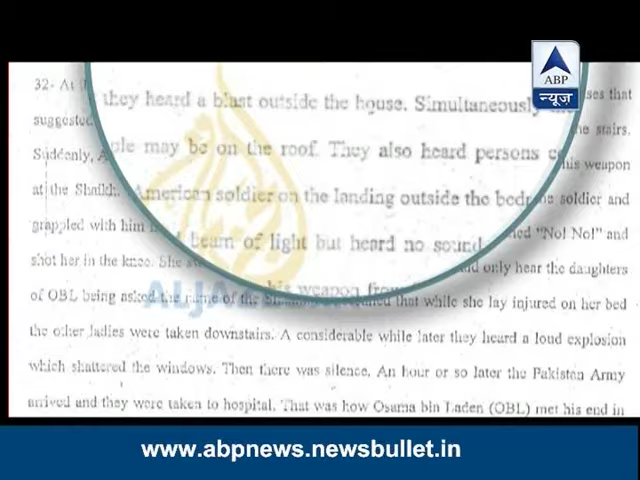 ABP
न्यूज़
32- At
they heard a blast outside the house. Simultaneously
that
suggested
ple may be on the roof. They also heard persons
stairs.
Suddenly,
his weapon
at the Shaikh.
American soldier on the landing outside the
soldier and
grappled with him
beam of light but heard no sound
"No! No!" and
shot her in the knee. She
only hear the daughters
of OBL being asked the name of the
that while she lay injured on her bed
his weapon
the other ladies were taken downstairs. A considerable while later they heard a loud explosion
which shattered the windows. Then there was silence. An hour or so later the Pakistan Army
arrived and they were taken to hospital. That was how Osama bin Laden (OBL) met his end in
www.abpnews.newsbullet.in